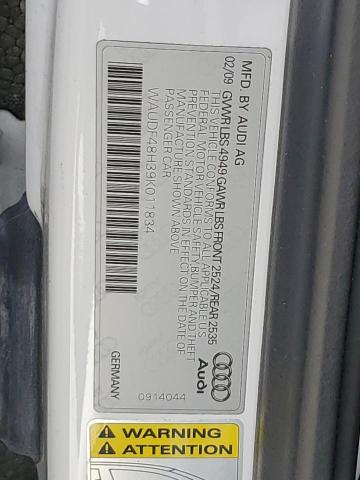 MFD. BY AUDI AG
02/09 GVWR LBS 4949 GAWR LBS FRONT 2524/REAR 2535
THIS VEHICLE CONFORMS TO ALL APPLICABLE U.S
FEDERAL MOTOR VEHICLE SAFETY, BUMPER AND THEFT
PREVENTION STANDARDS IN EFFECT ON THE DATE OF
MANUFACTURE SHOWN ABOVE
PASSENGER CAR
WAUDF48H39K011834
GERMANY
Audi
0914044
WARNING
ATTENTION